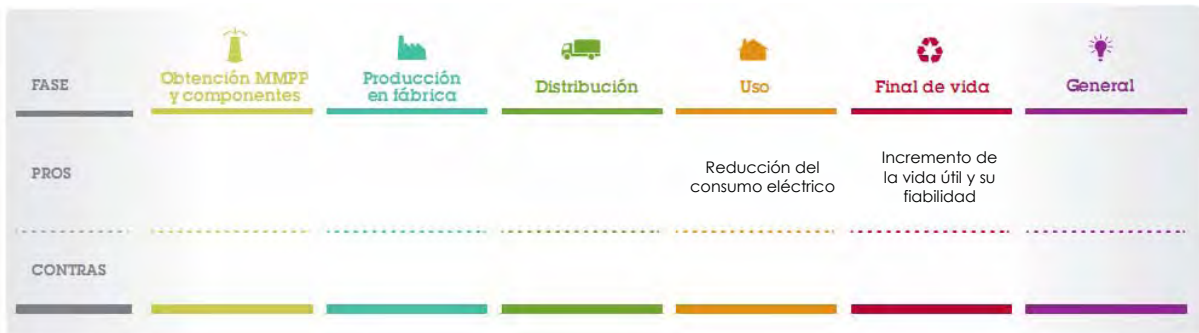 FASE
Obtención MMPP
y componentes
Producción
en fábrica
Distribución
Uso
Final de vida
General
PROS
Reducción del
consumo eléctrico
Incremento de
la vida útil y su
fiabilidad
CONTRAS